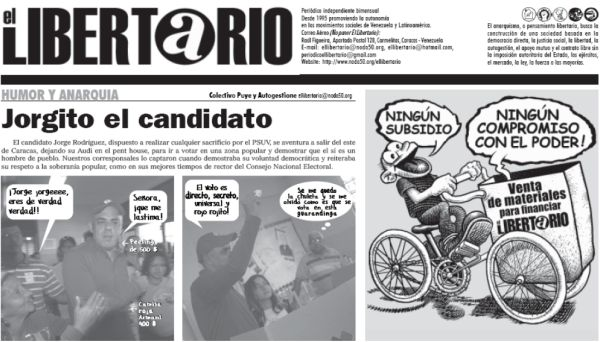 el
LIBERT@RIO
Periódico independiente bimensual
Desde 1995 promoviendo la autonomía
en los movimientos sociales de Venezuela y Latinoamérica.
Correo Aéreo (No poner El Libertario):
Raúl Figueira, Apartado Postal 128, Carmelitas, Caracas - Venezuela
E-mail: ellibertario@nodo50.org, ellibertario@hotmail.com,
periodicoellibertario@gmail.com
Website: http://www.nodo50.org/ellibertario
El anarquismo, o pensamiento libertario, busca la
construcción de una sociedad basada en la
democracia directa, la justicia social, la libertad, la
autogestión, el apoyo mutuo y el contrato libre sin
la imposición autoritaria del Estado, los ejércitos,
el mercado, la ley, la fuerza o las mayorías.
HUMOR Y ANARQUIA
Colectivo Puye y Autogestione ellibertario@nodo50.org
Jorgito el candidato
El candidato Jorge Rodríguez, dispuesto a realizar cualquier sacrificio por el PSUV, se aventura a salir del este
de Caracas, dejando su Audi en el pent house, para ir a votar en una zona popular y demostrar que el si es un
hombre de pueblo. Nuestros corresponsales lo captaron cuando demostraba su voluntad democrática y reiteraba
su respeto a la soberanía popular, como en sus mejores tiempos de rector del Consejo Nacional Electoral.
¡Jorge jorgeeee,
eres de verdad
verdad!!
Señora,
¡que me
lastima!
Peeling
de 500 $
Camisa
roja
Armani
400 $
El voto es
directo, secreto,
universal y
rojo rojito!
Se me quedo
la chuleta y se me
olvidó como es que se
vota en esta
guarandinga
NINGÚN
SUBSIDIO
NINGÚN
COMPROMISO
CON EL PODER!
Venta
de materiales
para financiar
el LIBERT@RIO